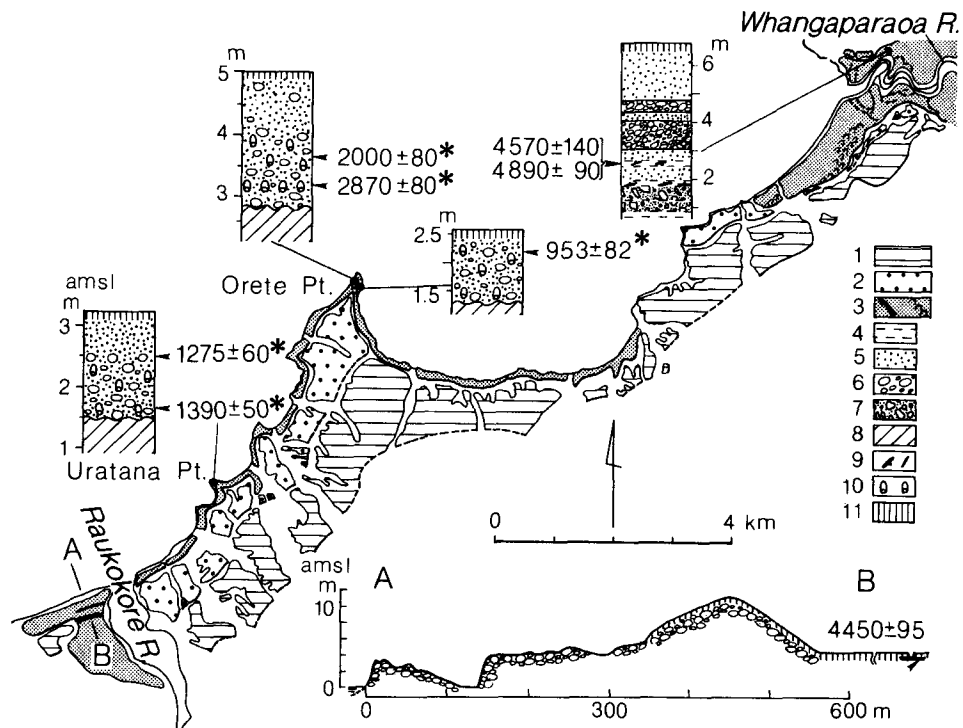 Whangaparaoa R.
m
5
4
3
2000±80*
2870±80*
m
6
4
2
4570±140
4890± 90
m
2.5
1.5
953±82*
Orete Pt.
amsl
m
3
2
1
1275±60*
1390±50*
Uratana Pt.
Raukokore R.
A
B
0 4 km
1
2
3
4
5
6
7
8
9
10
11
amsl
m
10
0
A B
4450±95
0 300 600 m